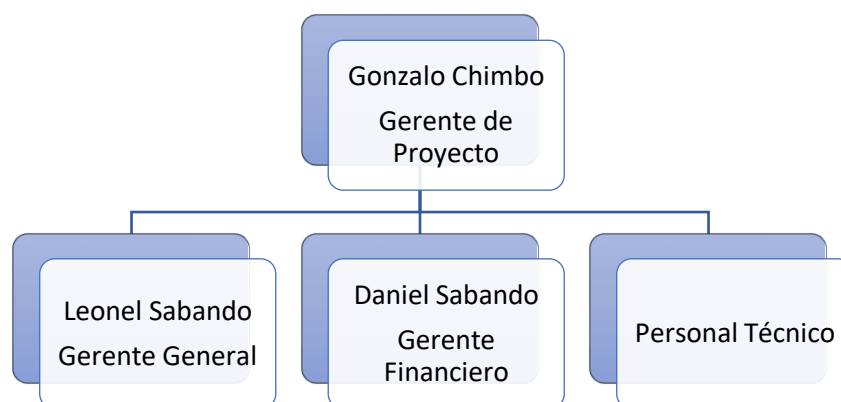 Gonzalo Chimbo
Gerente de
Proyecto
Leonel Sabando
Gerente General
Daniel Sabando
Gerente
Financiero
Personal Técnico